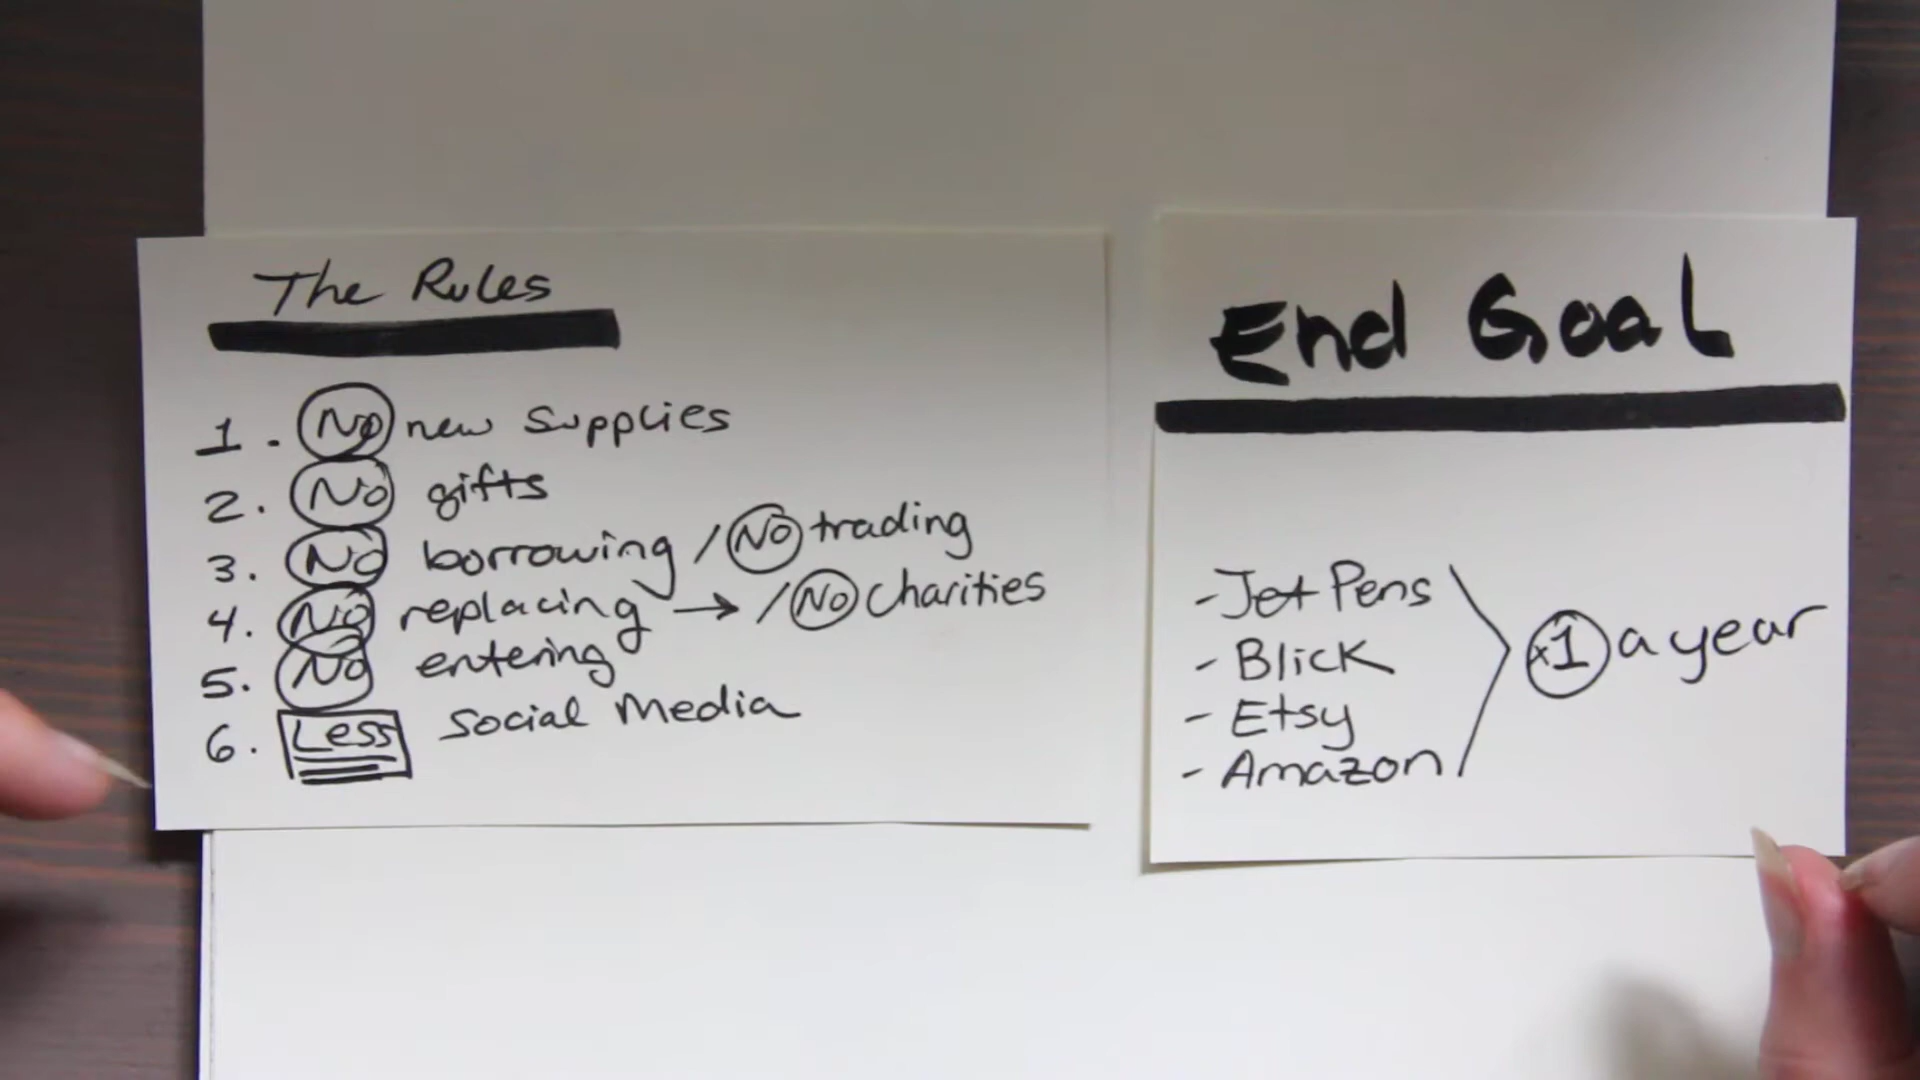 The Rules
1. No new supplies
2. No gifts
3. No borrowing / No trading
4. No replacing → / No charities
5. No entering
6. Less social media
End Goal
- Jet Pens
- Blick
- Etsy
- Amazon
x1 a year